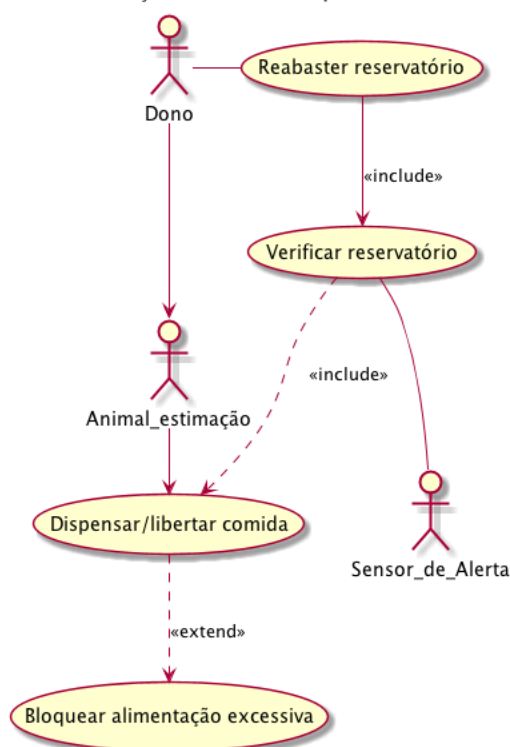 Reabaster reservatório
Dono
«include»
Verificar reservatório
«include»
Animal_estimação
Dispensar/libertar comida
Sensor_de_Alerta
«extend»
Bloquear alimentação excessiva